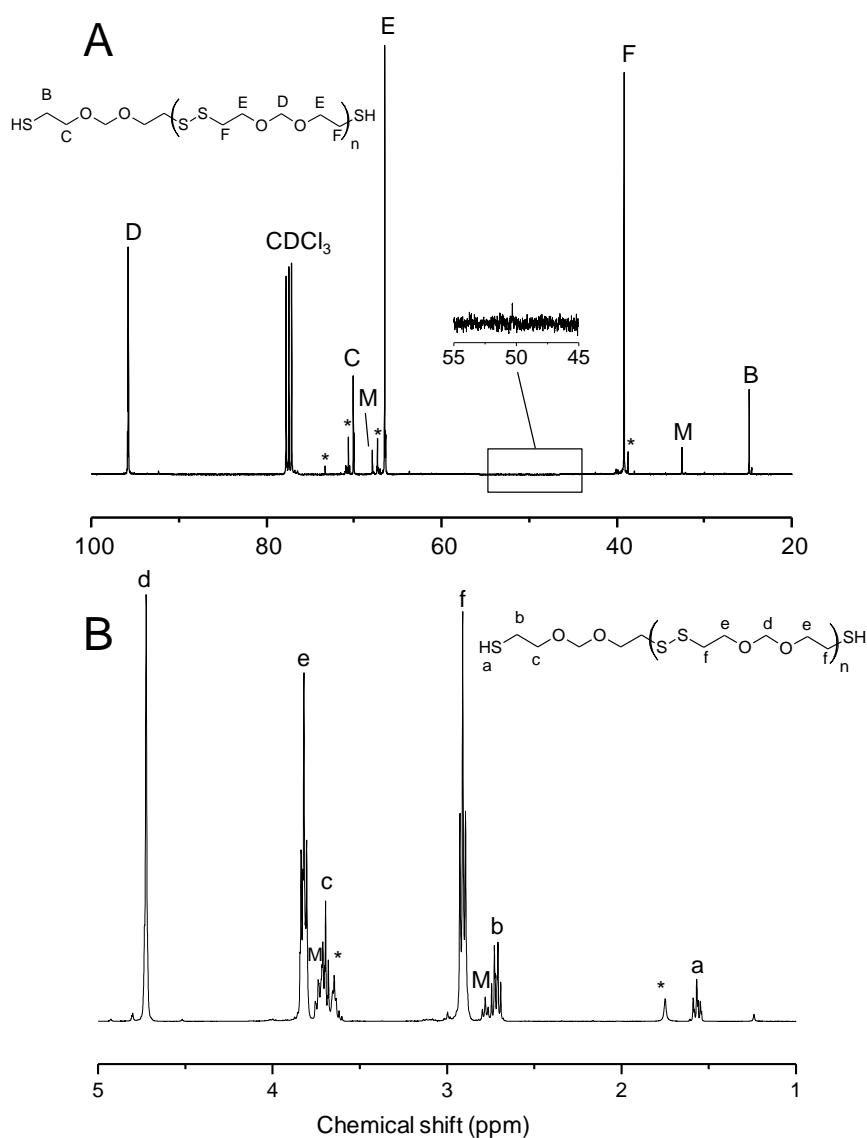 A
E
F
B
E
D
E
HS
O
O
S
S
O
O
SH
C
F
F
n
D
CDCl3
C
M
*
*
*
55
50
45
*
M
B
100
80
60
40
20
B
d
e
f
b
e
d
e
HS
O
O
S
S
O
O
SH
a
c
f
f
n
c
M
*
M
b
*
a
5
4
3
2
1
Chemical shift (ppm)